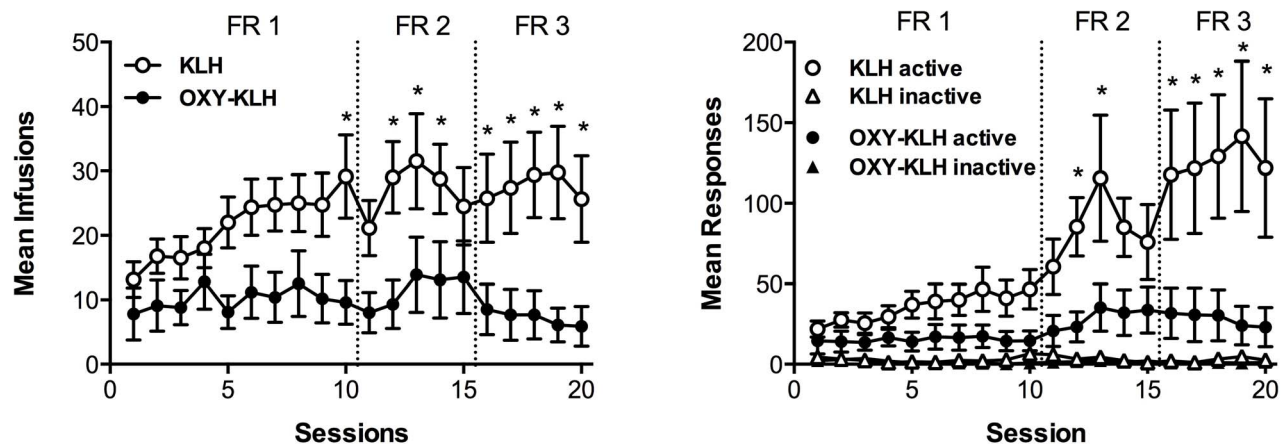 FR 1 FR 2 FR 3
50
40
30
20
10
0
Mean Infusions
KLH
OXY-KLH
* * * * * * * * *
0 5 10 15 20
Sessions
FR 1 FR 2 FR 3
200
150
100
50
0
Mean Responses
KLH active
KLH inactive
OXY-KLH active
OXY-KLH inactive
* * * * * * *
0 5 10 15 20
Session